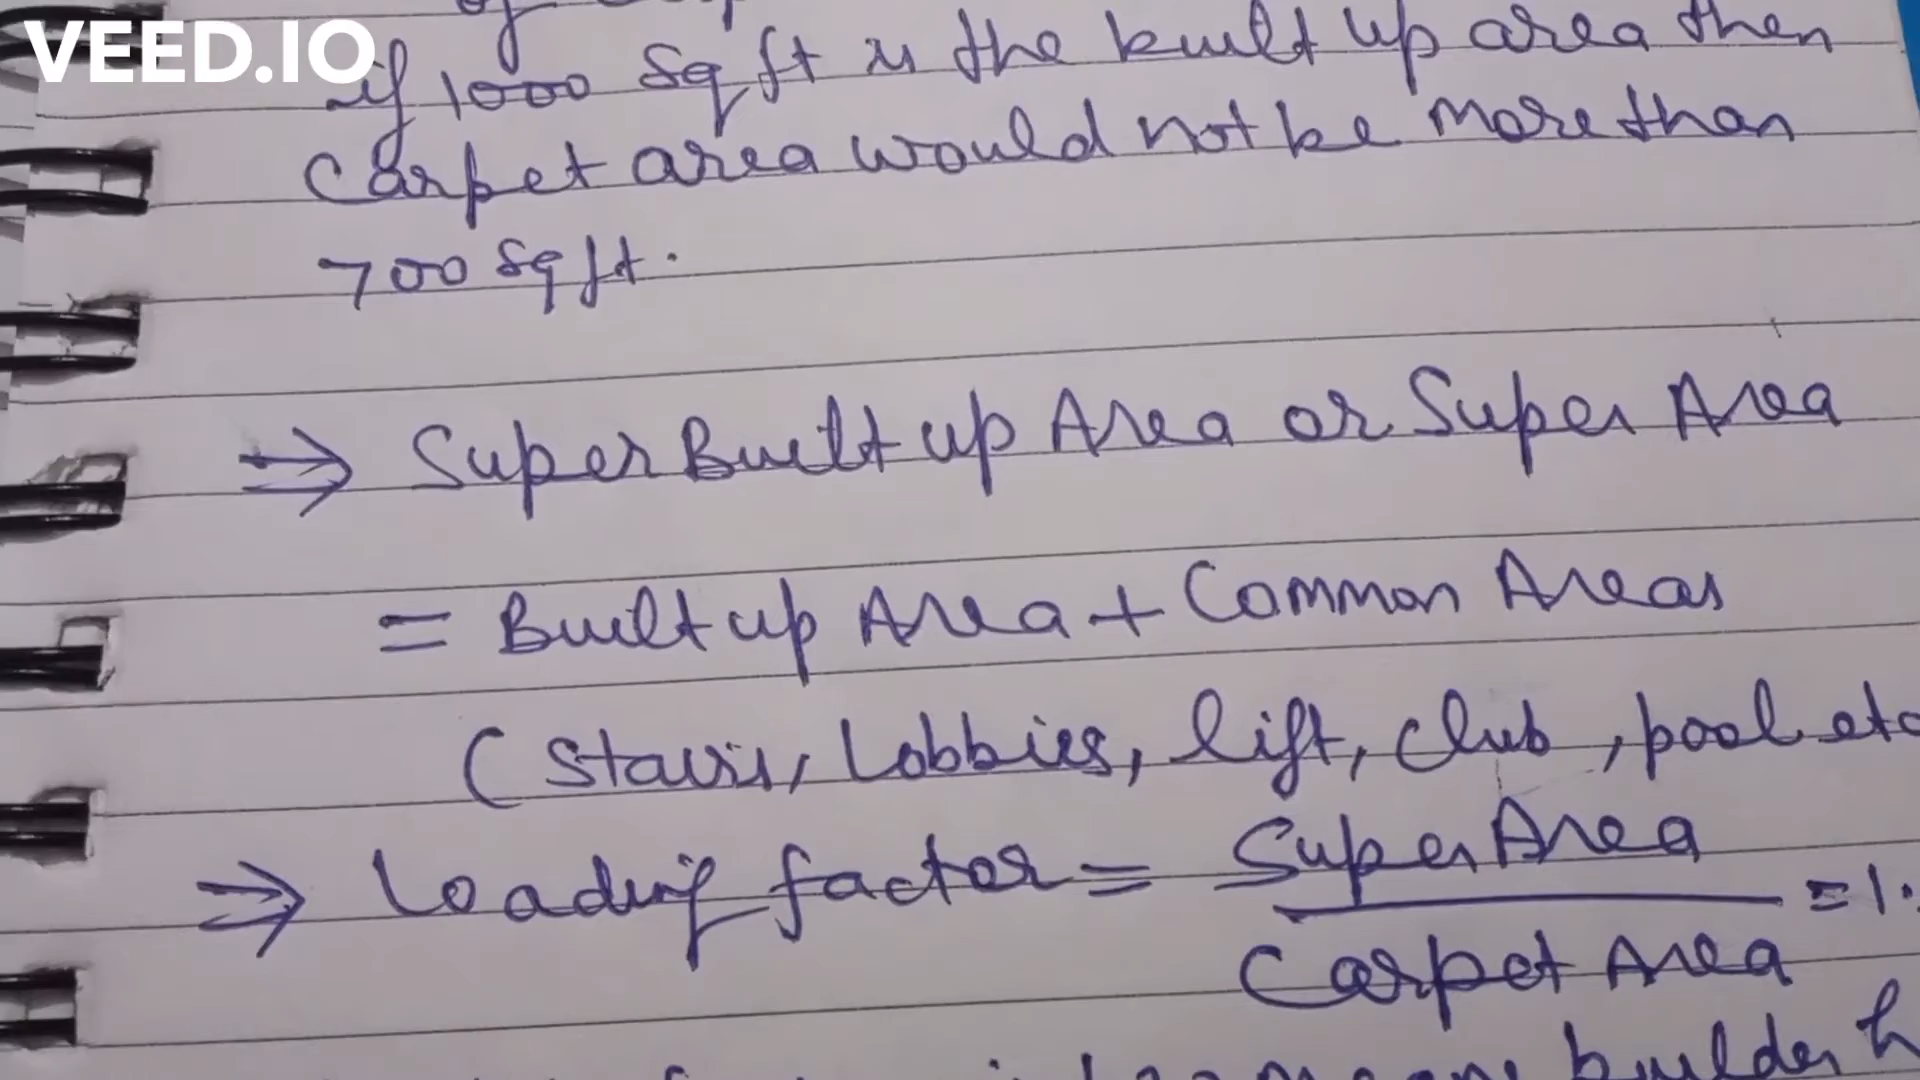 VEED.IO
if 1000 Sq ft is the built up area then
Carpet area would not be more than
700 sqft.
⇒ Super Built up Area or Super Area
= Built up Area + Common Areas
(Stairs, Lobbies, lift, club, pool etc
⇒ Loading factor = Super Area / Carpet Area = 1.
builder h